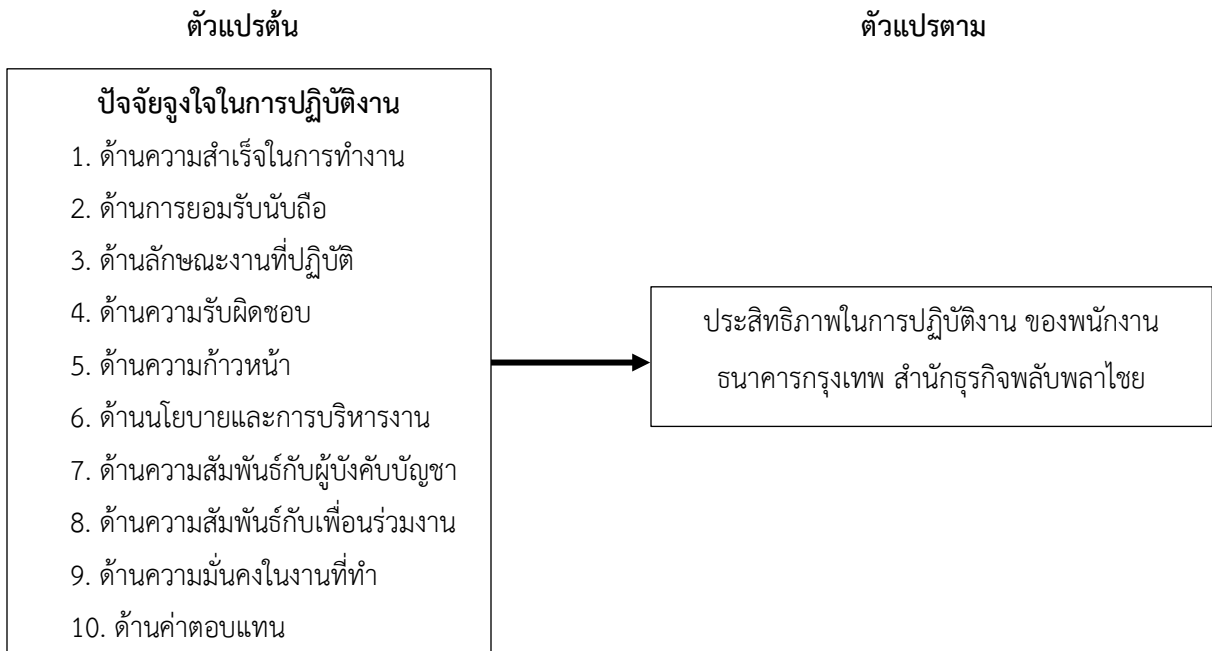 ตัวแปรต้น
ตัวแปรตาม
ปัจจัยจูงใจในการปฏิบัติงาน
1. ด้านความสำเร็จในการทำงาน
2. ด้านการยอมรับนับถือ
3. ด้านลักษณะงานที่ปฏิบัติ
4. ด้านความรับผิดชอบ
5. ด้านความก้าวหน้า
6. ด้านนโยบายและการบริหารงาน
7. ด้านความสัมพันธ์กับผู้บังคับบัญชา
8. ด้านความสัมพันธ์กับเพื่อนร่วมงาน
9. ด้านความมั่นคงในงานที่ทำ
10. ด้านค่าตอบแทน
ประสิทธิภาพในการปฏิบัติงาน ของพนักงาน
ธนาคารกรุงเทพ สำนักธุรกิจพลับพลาไชย